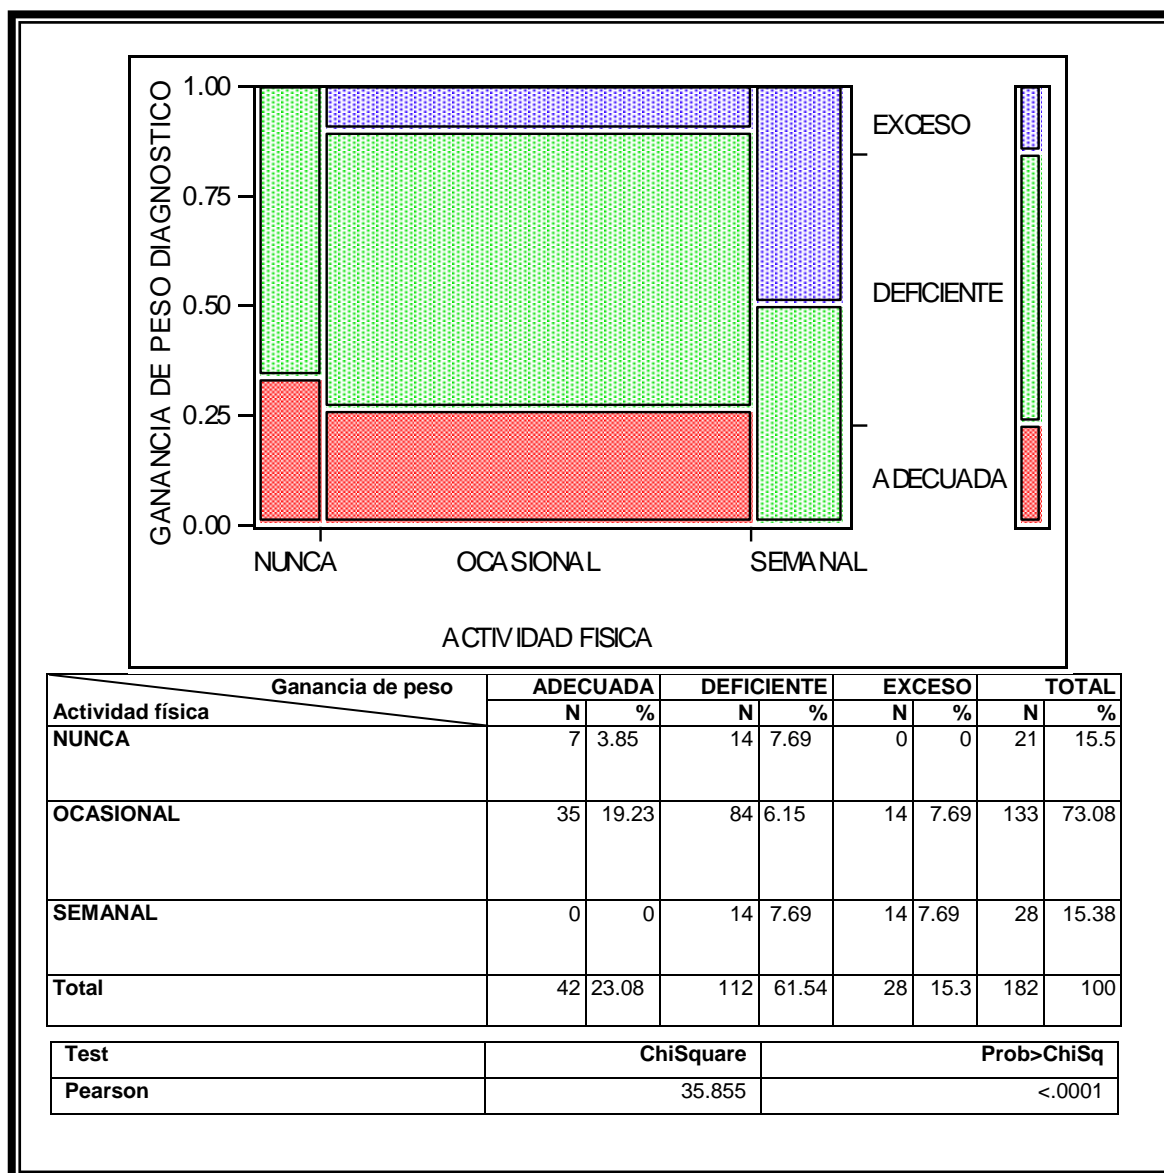 GANANCIA DE PESO DIAGNOSTICO
1.00
0.75
0.50
0.25
0.00
EXCESO
DEFICIENTE
ADECUADA
NUNCA OCASIONAL SEMANAL
ACTIVIDAD FISICA
Ganancia de peso ADECUADA DEFICIENTE EXCESO TOTAL
Actividad física N % N % N % N %
NUNCA 7 3.85 14 7.69 0 0 21 15.5
OCASIONAL 35 19.23 84 6.15 14 7.69 133 73.08
SEMANAL 0 0 14 7.69 14 7.69 28 15.38
Total 42 23.08 112 61.54 28 15.3 182 100
Test ChiSquare Prob>ChiSq
Pearson 35.855 <.0001